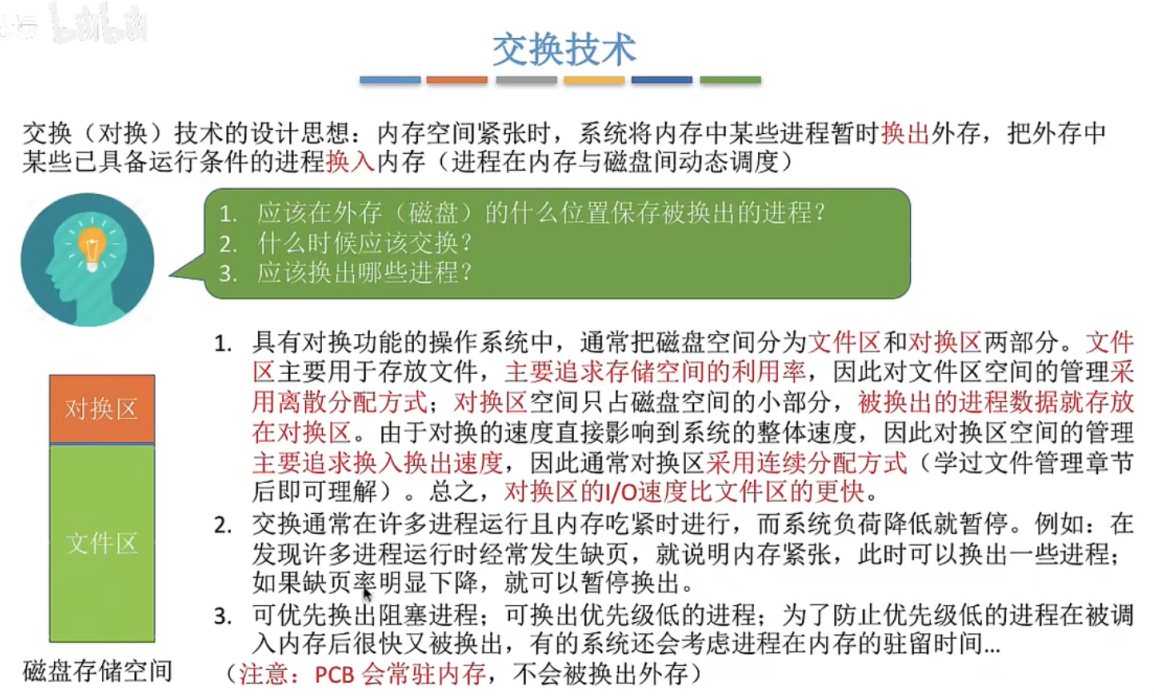 bilibili
交换技术
交换（对换）技术的设计思想：内存空间紧张时，系统将内存中某些进程暂时换出外存，把外存中
某些已具备运行条件的进程换入内存（进程在内存与磁盘间动态调度）
1. 应该在外存（磁盘）的什么位置保存被换出的进程？
2. 什么时候应该交换？
3. 应该换出哪些进程？
1. 具有对换功能的操作系统中，通常把磁盘空间分为文件区和对换区两部分。文件
区主要用于存放文件，主要追求存储空间的利用率，因此对文件区空间的管理采
用离散分配方式；对换区空间只占磁盘空间的小部分，被换出的进程数据就存放
在对换区。由于对换的速度直接影响到系统的整体速度，因此对换区空间的管理
主要追求换入换出速度，因此通常对换区采用连续分配方式（学过文件管理章节
后即可理解）。总之，对换区的I/O速度比文件区的更快。
2. 交换通常在许多进程运行且内存吃紧时进行，而系统负荷降低就暂停。例如：在
发现许多进程运行时经常发生缺页，就说明内存紧张，此时可以换出一些进程；
如果缺页率明显下降，就可以暂停换出。
3. 可优先换出阻塞进程；可换出优先级低的进程；为了防止优先级低的进程在被调
入内存后很快又被换出，有的系统还会考虑进程在内存的驻留时间…
（注意：PCB 会常驻内存，不会被换出外存）
对换区
文件区
磁盘存储空间